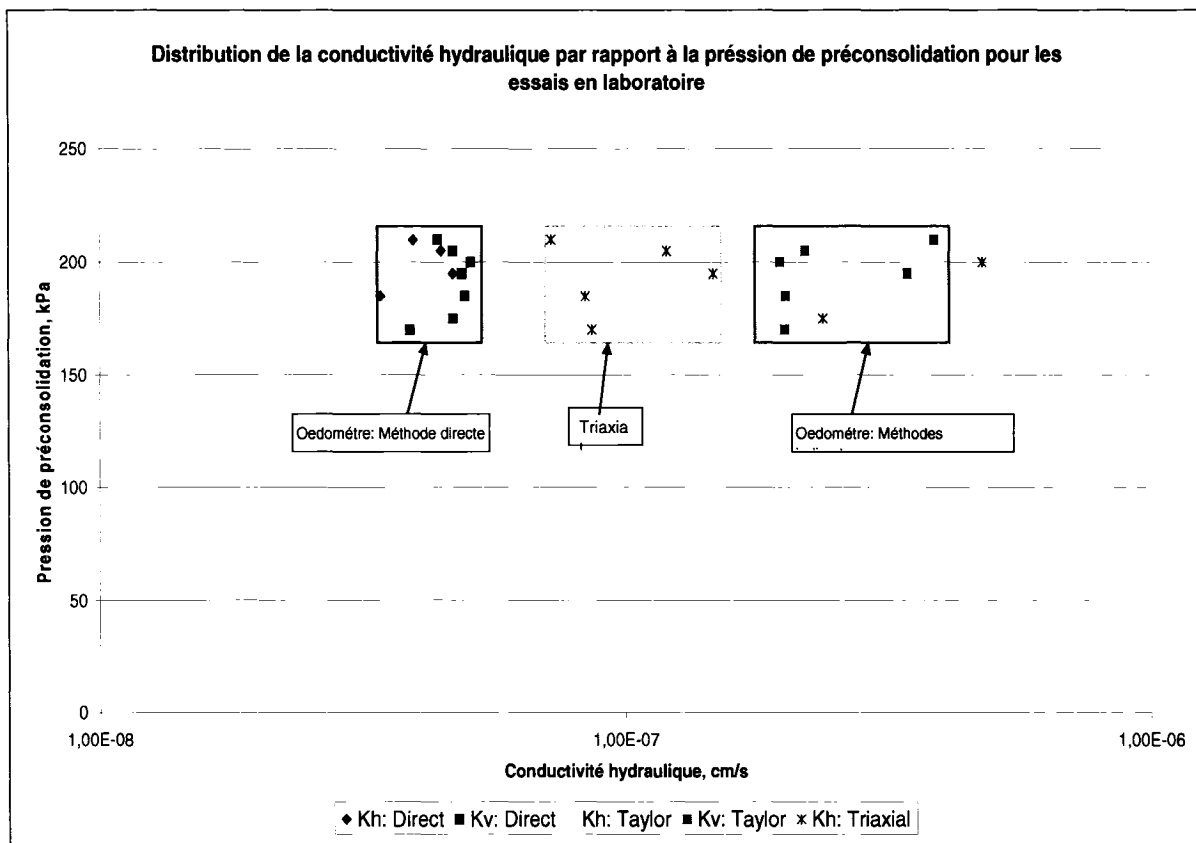 Distribution de la conductivité hydraulique par rapport à la préssion de préconsolidation pour les
essais en laboratoire
Pression de préconsolidation, kPa
250
200
150
100
50
0
Oedométre: Méthode directe
Triaxia
Oedométre: Méthodes
1,00E-08
1,00E-07
1,00E-06
Conductivité hydraulique, cm/s
Kh: Direct
Kv: Direct
Kh: Taylor
Kv: Taylor
Kh: Triaxial